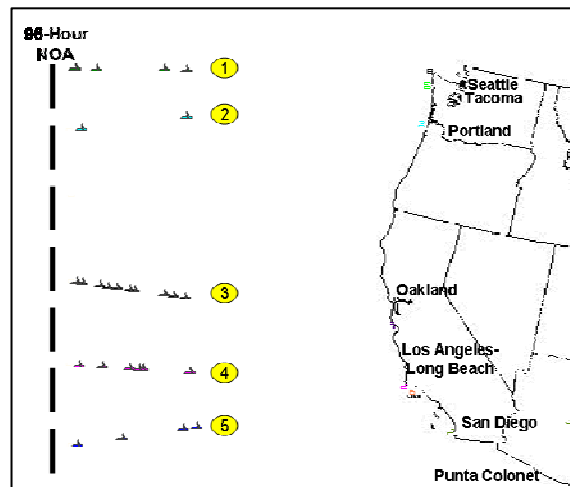 96-Hour
NOA
1
2
3
4
5
Seattle
Tacoma
Portland
Oakland
Los Angeles-
Long Beach
San Diego
Punta Colonet